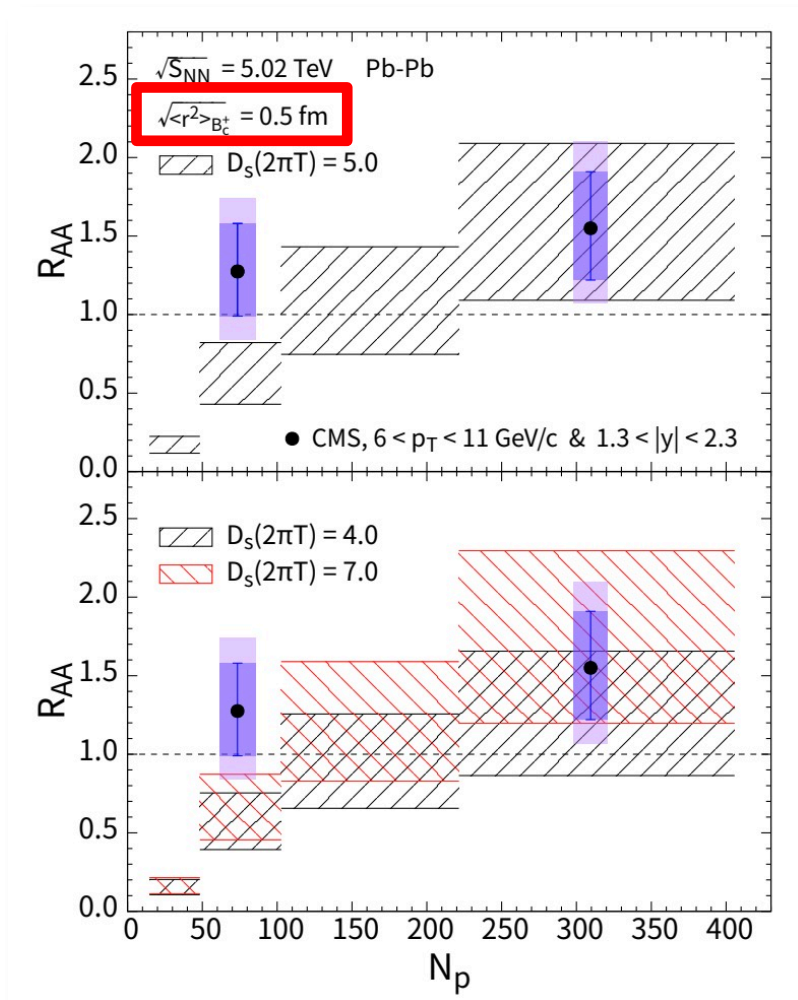 √S_NN = 5.02 TeV Pb-Pb
√<r²>_B_c⁺ = 0.5 fm
D_s(2πT) = 5.0
2.5
2.0
1.5
1.0
0.5
0.0
R_AA
CMS, 6 < p_T < 11 GeV/c & 1.3 < |y| < 2.3
D_s(2πT) = 4.0
D_s(2πT) = 7.0
2.5
2.0
1.5
1.0
0.5
0.0
R_AA
0 50 100 150 200 250 300 350 400
N_p